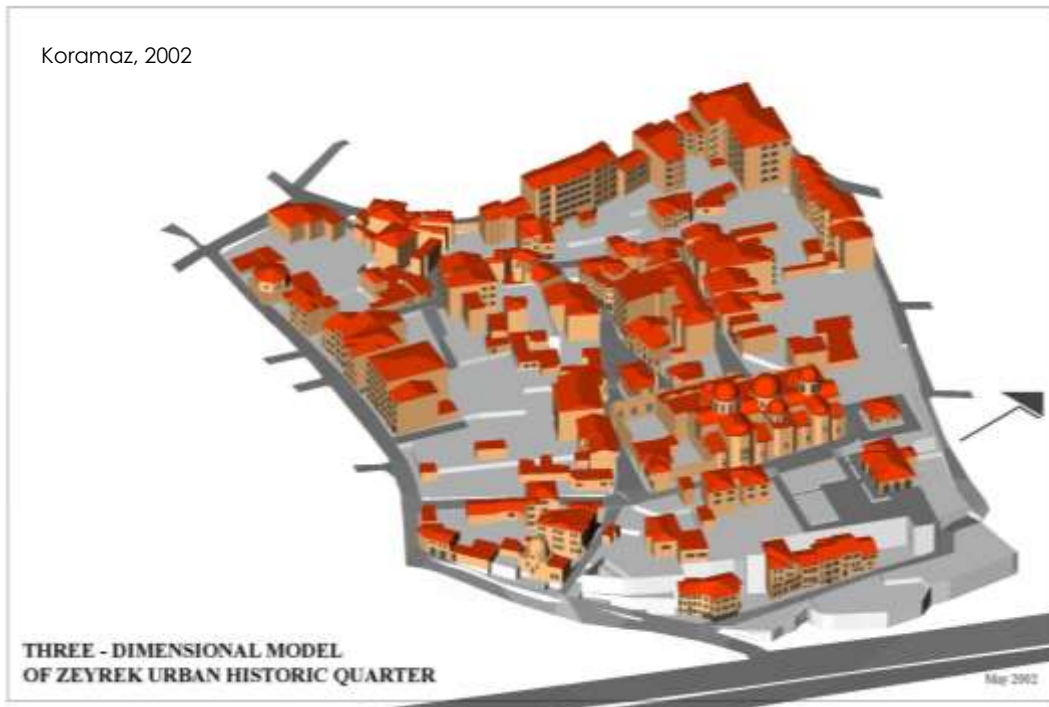 Koramaz, 2002
THREE - DIMENSIONAL MODEL
OF ZEYREK URBAN HISTORIC QUARTER
May 2002